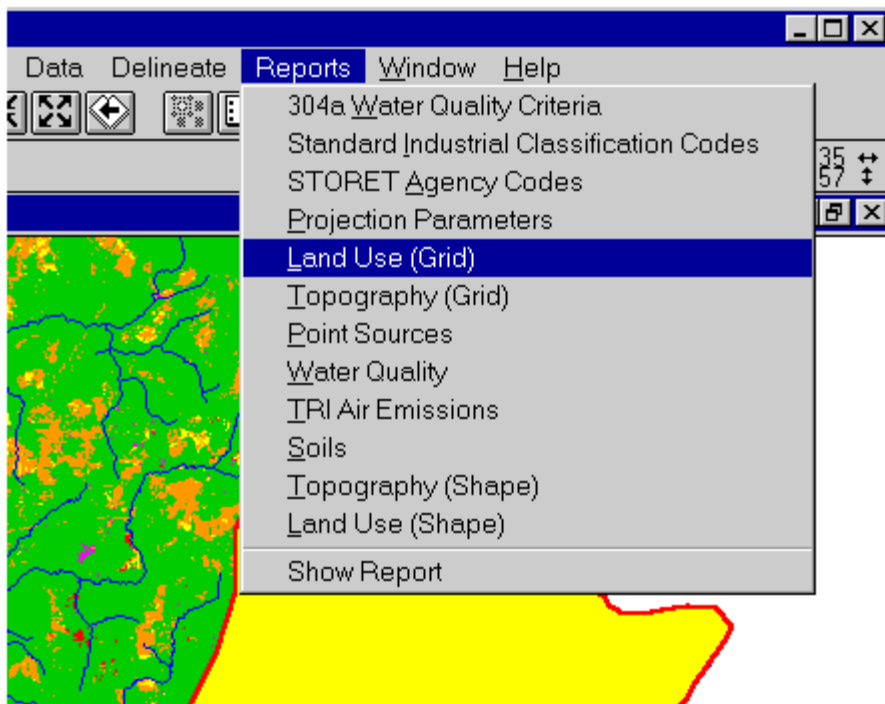 Data Delineate Reports Window Help
304a Water Quality Criteria
Standard Industrial Classification Codes
35
STORET Agency Codes
57
Projection Parameters
Land Use (Grid)
Topography (Grid)
Point Sources
Water Quality
TRI Air Emissions
Soils
Topography (Shape)
Land Use (Shape)
Show Report